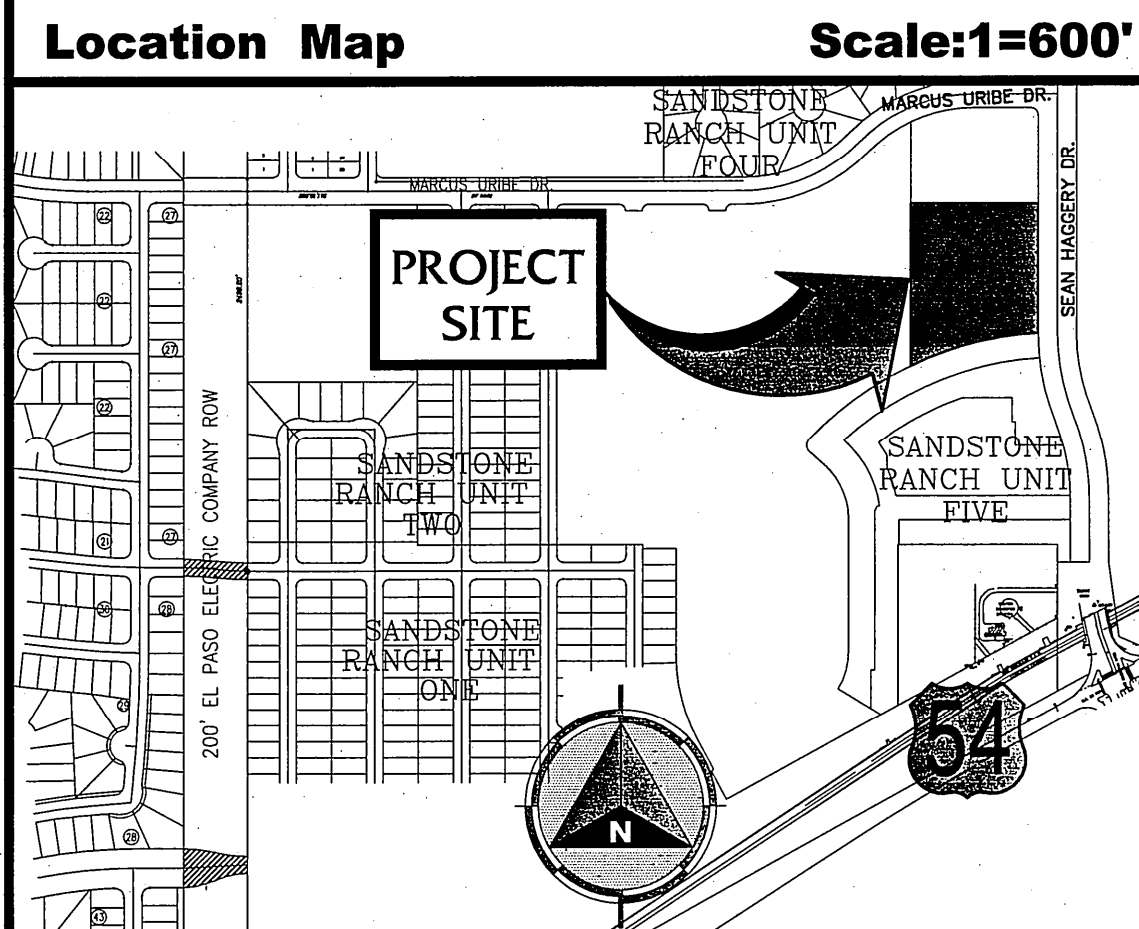 Location Map
Scale:1=600'
SANDSTONE
RANCH UNIT
FOUR
MARCUS URIBE DR.
MARCUS URIBE DR.
SEAN HAGGERY DR.
PROJECT
SITE
22
27
22
27
22
200' EL PASO ELECTRIC COMPANY ROW
SANDSTONE
RANCH UNIT
TWO
SANDSTONE
RANCH UNIT
FIVE
21
27
36
28
SANDSTONE
RANCH UNIT
ONE
29
54
28
N
43